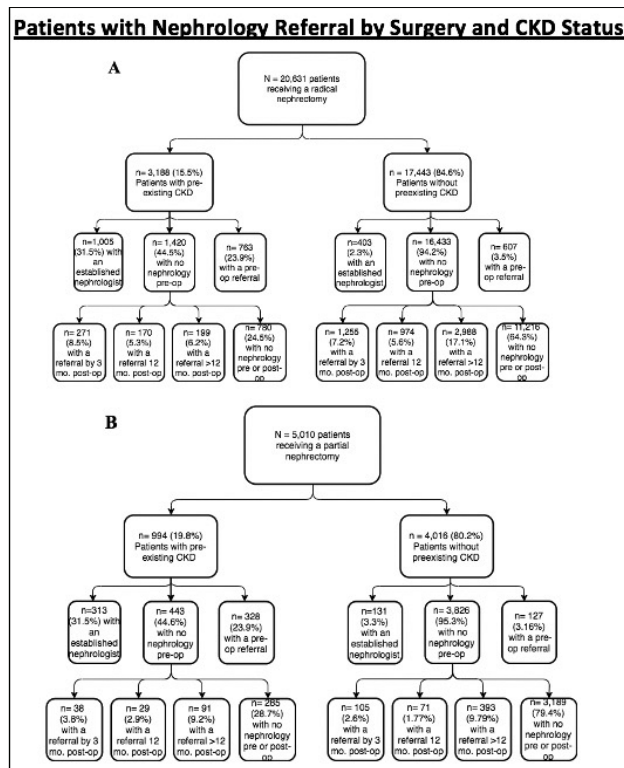 Patients with Nephrology Referral by Surgery and CKD Status
A
N = 20,631 patients
receiving a radical
nephrectomy
n= 3,188 (15.5%)
Patients with pre-
existing CKD
n = 17,443 (84.6%)
Patients without
preexisting CKD
n=1,005
(31.5%) with
an
established
nephrologist
n= 1,420
(44.5%)
with no
nephrology
pre-op
n= 763
(23.9%)
with a pre-
op referral
n=403
(2.3%) with
an
established
nephrologist
n= 16,433
(94.2%)
with no
nephrology
pre-op
n= 607
(3.5%)
with a pre-
op referral
n= 271
(8.5%)
with a
referral by 3
mo. post-op
n= 170
(5.3%)
with a
referral 12
mo. post-op
n= 199
(6.2%)
with a
referral >12
mo. post-op
n= 780
(24.5%)
with no
nephrology
pre or post-
op
n= 1,255
(7.2%)
with a
referral by 3
mo. post-op
n= 974
(5.6%)
with a
referral 12
mo. post-op
n= 2,988
(17.1%)
with a
referral >12
mo. post-op
n= 11,216
(64.3%)
with no
nephrology
pre or post-
op
B
N = 5,010 patients
receiving a partial
nephrectomy
n= 994 (19.8%)
Patients with pre-
existing CKD
n = 4,016 (80.2%)
Patients without
preexisting CKD
n=313
(31.5%) with
an
established
nephrologist
n= 443
(44.6%)
with no
nephrology
pre-op
n= 328
(23.9%)
with a pre-
op referral
n=131
(3.3%) with
an
established
nephrologist
n= 3,826
(95.3%)
with no
nephrology
pre-op
n= 127
(3.16%)
with a pre-
op referral
n= 38
(3.8%)
with a
referral by 3
mo. post-op
n= 29
(2.9%)
with a
referral 12
mo. post-op
n= 91
(9.2%)
with a
referral >12
mo. post-op
n= 285
(28.7%)
with no
nephrology
pre or post-
op
n= 105
(2.6%)
with a
referral by 3
mo. post-op
n= 71
(1.77%)
with a
referral 12
mo. post-op
n= 393
(9.79%)
with a
referral >12
mo. post-op
n= 3,189
(79.4%)
with no
nephrology
pre or post-
op